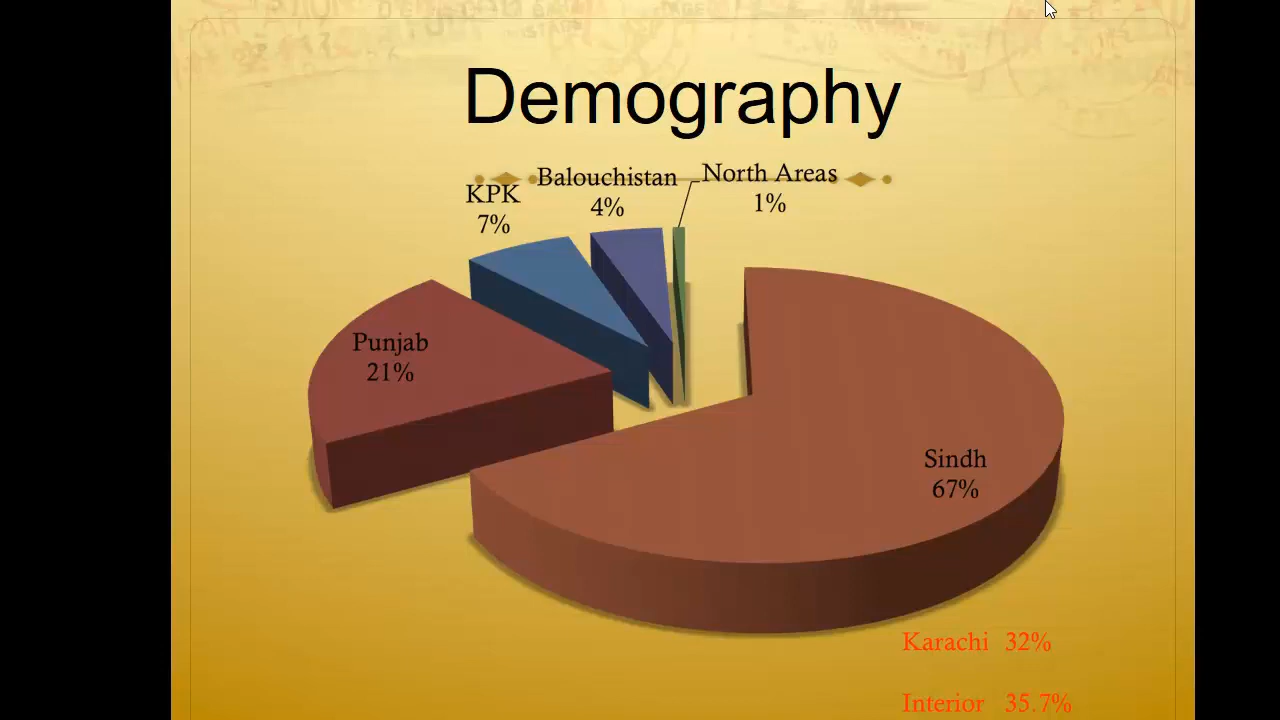 Demography
KPK
7%
Balouchistan
4%
North Areas
1%
Punjab
21%
Sindh
67%
Karachi 32%
Interior 35.7%